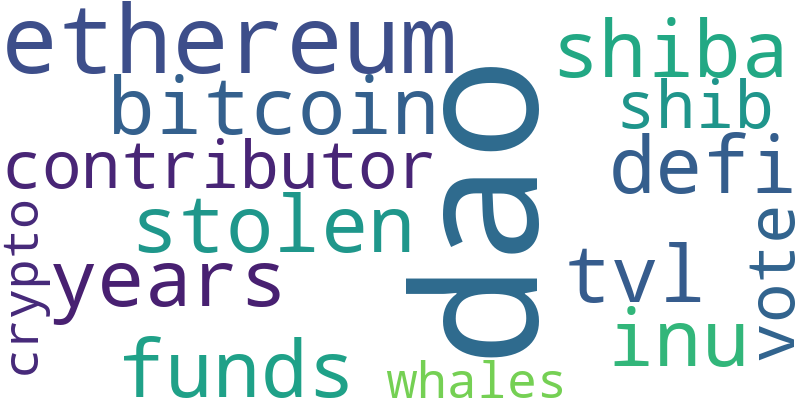 ethereum
shiba
bitcoin
shib
dao
contributor
defi
stolen
crypto
years
tvl
vote
inu
funds
whales